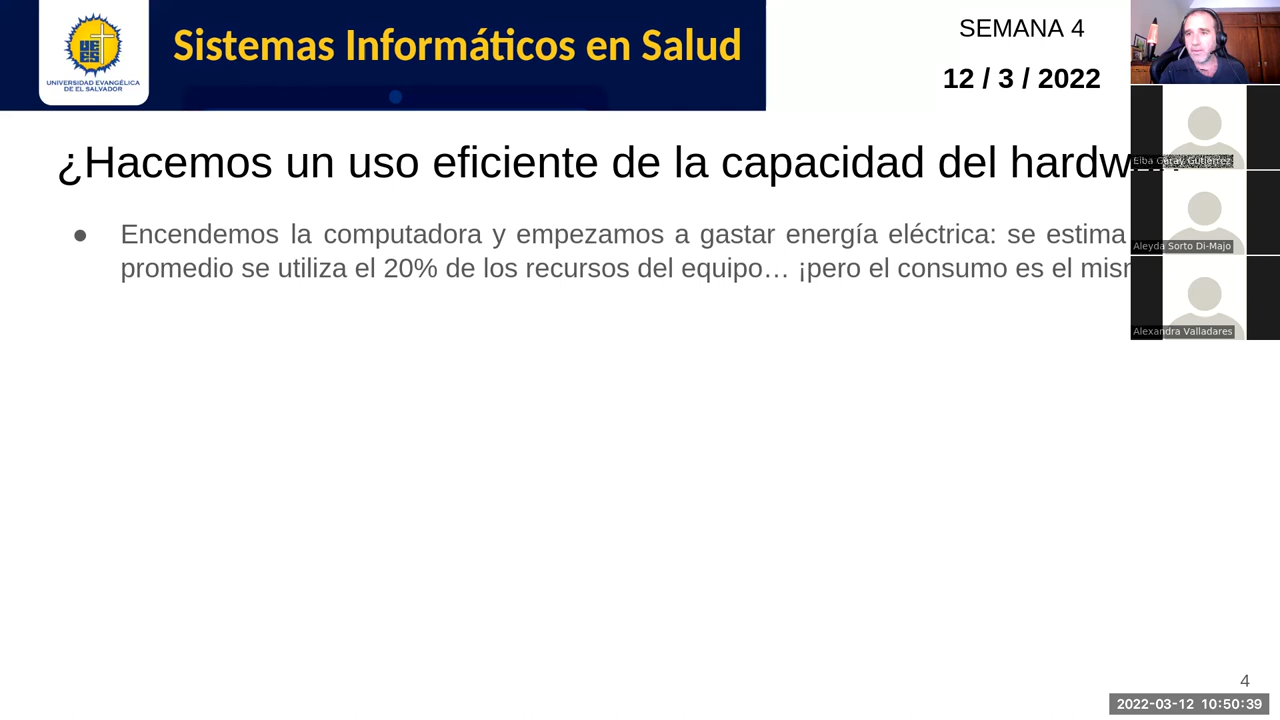 UNIVERSIDAD EVANGÉLICA
DE EL SALVADOR
Sistemas Informáticos en Salud
SEMANA 4
12 / 3 / 2022
¿Hacemos un uso eficiente de la capacidad del
● Encendemos la computadora y empezamos a gastar energía eléctrica: se estima
promedio se utiliza el 20% de los recursos del equipo… ¡pero el consumo es el
Elba Garay Gutiérrez
Aleyda Sorto Di-Majo
Alexandra Valladares
4
2022-03-12 10:50:39